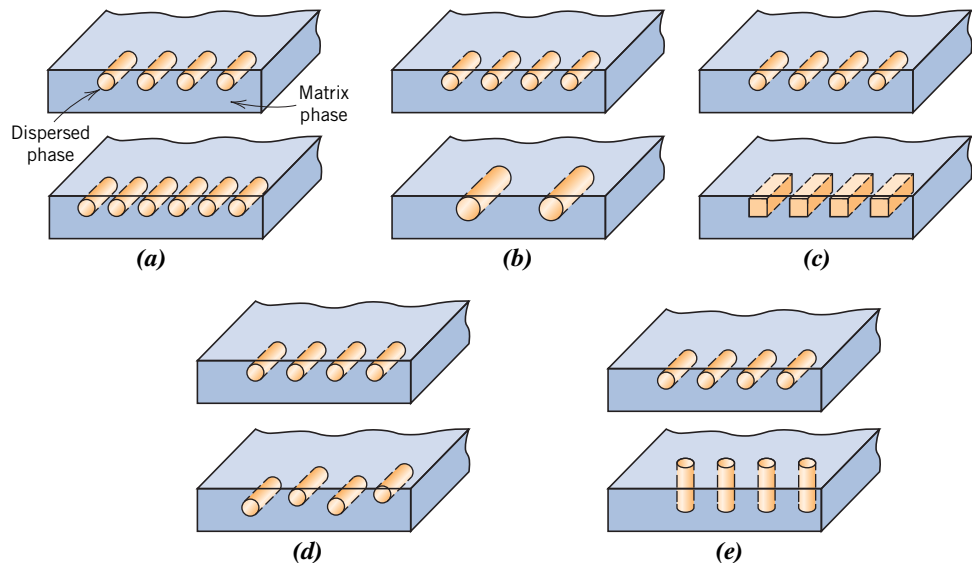 Matrix
phase
Dispersed
phase
(a)
(b)
(c)
(d)
(e)